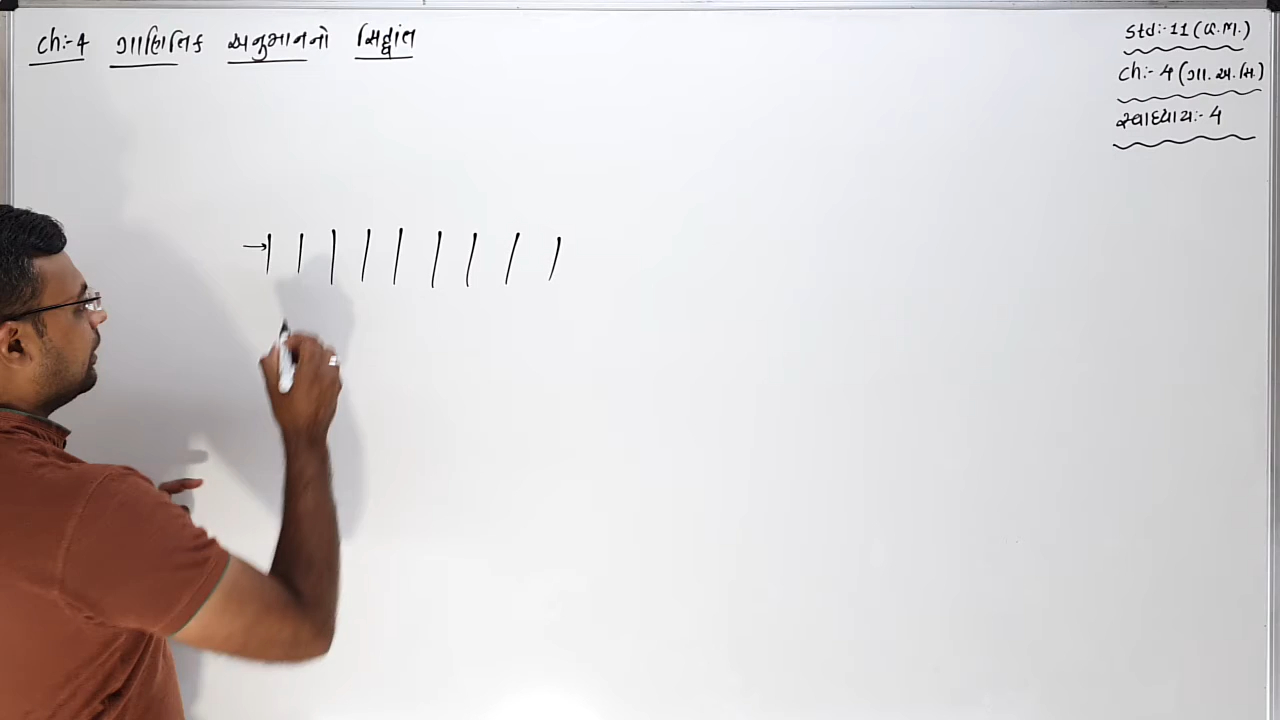 Ch:- 4 ગાણિતિક અનુમાનનો સિદ્ધાંત
Std:- 11 (G.M.)
Ch:- 4 (ગા. અ. સિ.)
સ્વાધ્યાય:- 4